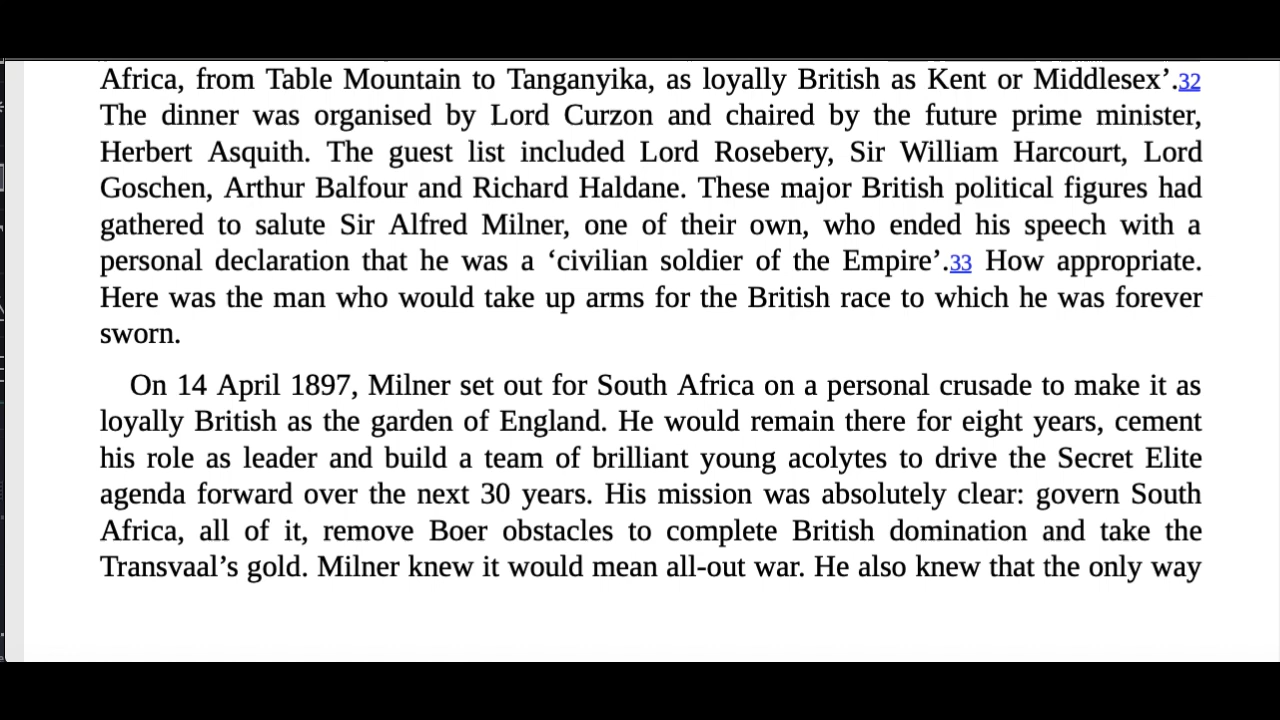 Africa, from Table Mountain to Tanganyika, as loyally British as Kent or Middlesex’.32
The dinner was organised by Lord Curzon and chaired by the future prime minister,
Herbert Asquith. The guest list included Lord Rosebery, Sir William Harcourt, Lord
Goschen, Arthur Balfour and Richard Haldane. These major British political figures had
gathered to salute Sir Alfred Milner, one of their own, who ended his speech with a
personal declaration that he was a ‘civilian soldier of the Empire’.33 How appropriate.
Here was the man who would take up arms for the British race to which he was forever
sworn.
On 14 April 1897, Milner set out for South Africa on a personal crusade to make it as
loyally British as the garden of England. He would remain there for eight years, cement
his role as leader and build a team of brilliant young acolytes to drive the Secret Elite
agenda forward over the next 30 years. His mission was absolutely clear: govern South
Africa, all of it, remove Boer obstacles to complete British domination and take the
Transvaal’s gold. Milner knew it would mean all-out war. He also knew that the only way